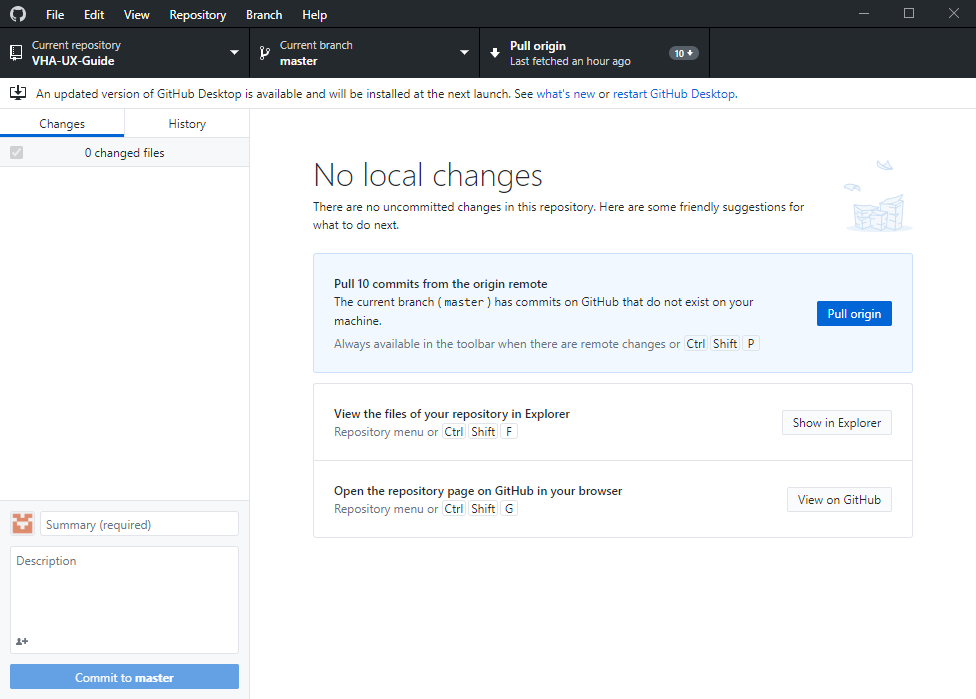 File Edit View Repository Branch Help
Current repository
VHA-UX-Guide
Current branch
master
Pull origin
Last fetched an hour ago
10
An updated version of GitHub Desktop is available and will be installed at the next launch. See what's new or restart GitHub Desktop.
Changes
History
0 changed files
No local changes
There are no uncommitted changes in this repository. Here are some friendly suggestions for
what to do next.
Pull 10 commits from the origin remote
The current branch ( master ) has commits on GitHub that do not exist on your
machine.
Always available in the toolbar when there are remote changes or Ctrl Shift P
Pull origin
View the files of your repository in Explorer
Repository menu or Ctrl Shift F
Show in Explorer
Open the repository page on GitHub in your browser
Repository menu or Ctrl Shift G
View on GitHub
Summary (required)
Description
Commit to master